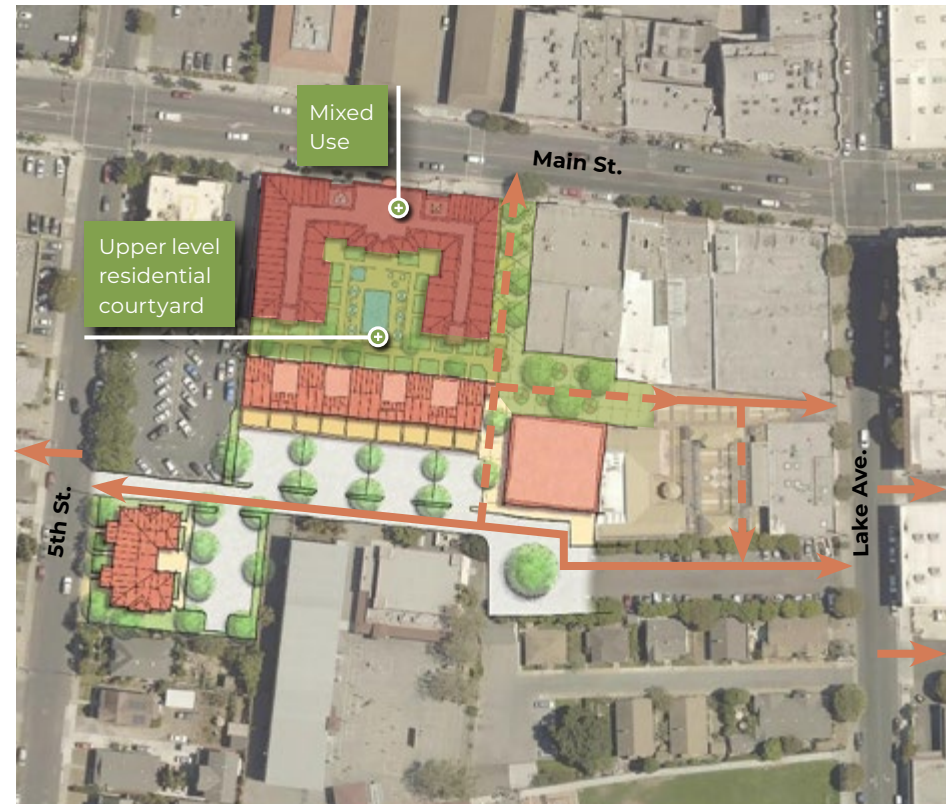 Mixed
Use
Main St.
Upper level
residential
courtyard
5th St.
Lake Ave.